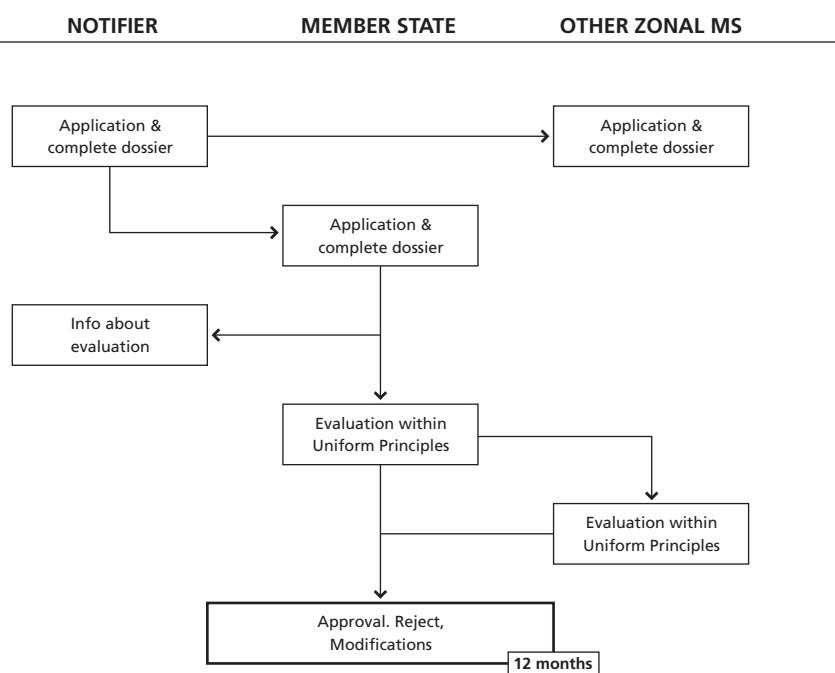 NOTIFIER
MEMBER STATE
OTHER ZONAL MS
Application &
complete dossier
Application &
complete dossier
Application &
complete dossier
Info about
evaluation
Evaluation within
Uniform Principles
Evaluation within
Uniform Principles
Approval. Reject,
Modifications
12 months